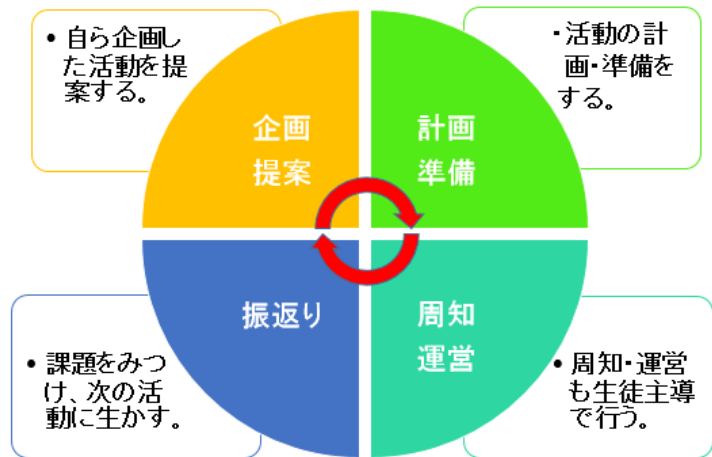 • 自ら企画し
た活動を提
案する。
企画
提案
・活動の計
画・準備を
する。
計画
準備
• 課題をみつ
け、次の活
動に生かす。
振返り
• 周知・運営
も生徒主導
で行う。
周知
運営